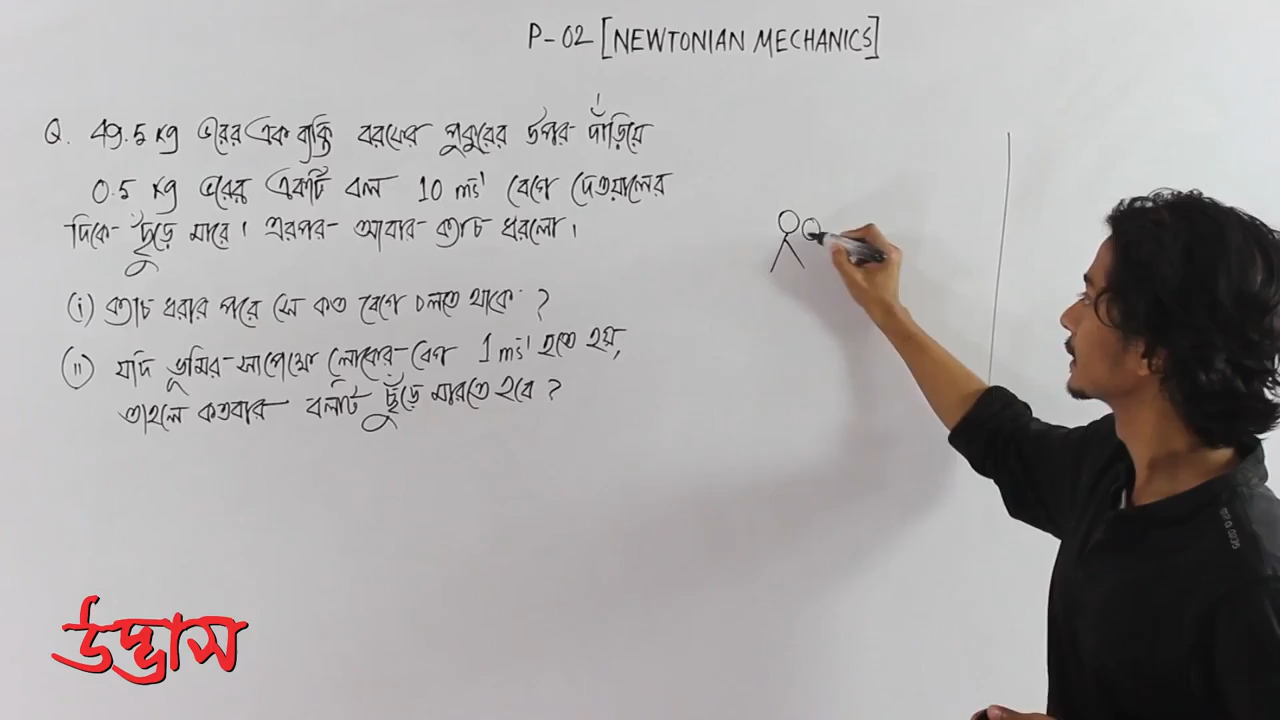 P-02 [NEWTONIAN MECHANICS]
Q. 49.5 kg ভরের এক ব্যক্তি বরফের পুকুরের উপর দাঁড়িয়ে
0.5 kg ভরের একটি বল 10 ms⁻¹ বেগে দেওয়ালের
দিকে ছুঁড়ে মারে। এরপর আবার ক্যাচ ধরলো।
(i) ক্যাচ ধরার পরে সে কত বেগে চলতে থাকে ?
(ii) যদি ভূমির সাপেক্ষে লোকের বেগ 1 ms⁻¹ হতে হয়,
তাহলে কতবার বলটি ছুঁড়ে মারতে হবে ?
উদ্ভাস